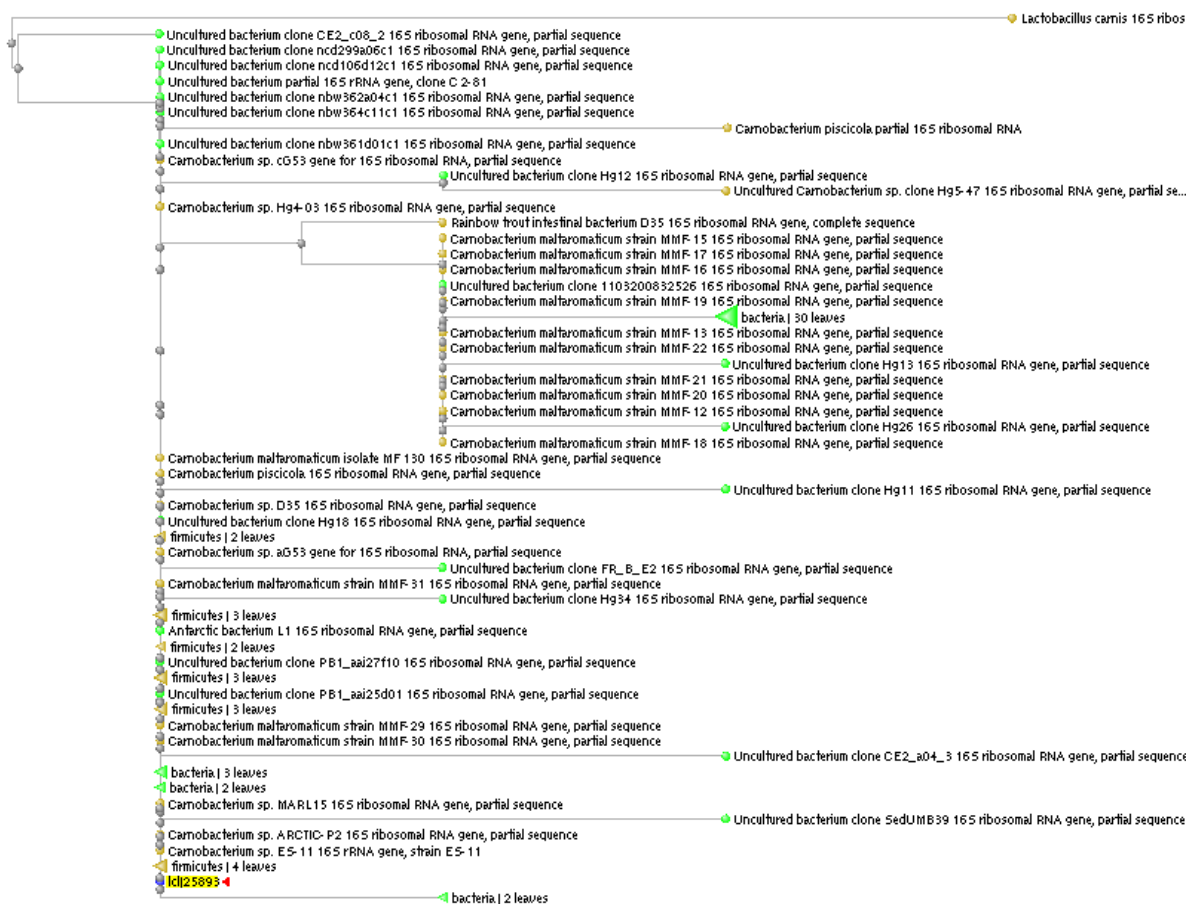 Lactobacillus carnis 16S ribos
Uncultured bacterium clone CE2_c08_2 16S ribosomal RNA gene, partial sequence
Uncultured bacterium clone ncd299a06c1 16S ribosomal RNA gene, partial sequence
Uncultured bacterium clone ncd106d12c1 16S ribosomal RNA gene, partial sequence
Uncultured bacterium partial 16S rRNA gene, clone C 2-81
Uncultured bacterium clone nbw362a04c1 16S ribosomal RNA gene, partial sequence
Uncultured bacterium clone nbw364c11c1 16S ribosomal RNA gene, partial sequence
Carnobacterium piscicola partial 16S ribosomal RNA
Uncultured bacterium clone nbw361d01c1 16S ribosomal RNA gene, partial sequence
Carnobacterium sp. cG53 gene for 16S ribosomal RNA, partial sequence
Uncultured bacterium clone Hg12 16S ribosomal RNA gene, partial sequence
Uncultured Carnobacterium sp. clone Hg5-47 16S ribosomal RNA gene, partial se...
Carnobacterium sp. Hg4-03 16S ribosomal RNA gene, partial sequence
Rainbow trout intestinal bacterium D35 16S ribosomal RNA gene, complete sequence
Carnobacterium maltaromaticum strain MMF-15 16S ribosomal RNA gene, partial sequence
Carnobacterium maltaromaticum strain MMF-17 16S ribosomal RNA gene, partial sequence
Carnobacterium maltaromaticum strain MMF-16 16S ribosomal RNA gene, partial sequence
Uncultured bacterium clone 1103200832526 16S ribosomal RNA gene, partial sequence
Carnobacterium maltaromaticum strain MMF-19 16S ribosomal RNA gene, partial sequence
bacteria | 30 leaves
Carnobacterium maltaromaticum strain MMF-13 16S ribosomal RNA gene, partial sequence
Carnobacterium maltaromaticum strain MMF-22 16S ribosomal RNA gene, partial sequence
Uncultured bacterium clone Hg13 16S ribosomal RNA gene, partial sequence
Carnobacterium maltaromaticum strain MMF-21 16S ribosomal RNA gene, partial sequence
Carnobacterium maltaromaticum strain MMF-20 16S ribosomal RNA gene, partial sequence
Carnobacterium maltaromaticum strain MMF-12 16S ribosomal RNA gene, partial sequence
Uncultured bacterium clone Hg26 16S ribosomal RNA gene, partial sequence
Carnobacterium maltaromaticum strain MMF-18 16S ribosomal RNA gene, partial sequence
Carnobacterium maltaromaticum isolate MF 130 16S ribosomal RNA gene, partial sequence
Carnobacterium piscicola 16S ribosomal RNA gene, partial sequence
Uncultured bacterium clone Hg11 16S ribosomal RNA gene, partial sequence
Carnobacterium sp. D35 16S ribosomal RNA gene, partial sequence
Uncultured bacterium clone Hg18 16S ribosomal RNA gene, partial sequence
firmicutes | 2 leaves
Carnobacterium sp. aG53 gene for 16S ribosomal RNA, partial sequence
Uncultured bacterium clone FR_B_E2 16S ribosomal RNA gene, partial sequence
Carnobacterium maltaromaticum strain MMF-31 16S ribosomal RNA gene, partial sequence
Uncultured bacterium clone Hg34 16S ribosomal RNA gene, partial sequence
firmicutes | 3 leaves
Antarctic bacterium L1 16S ribosomal RNA gene, partial sequence
firmicutes | 2 leaves
Uncultured bacterium clone PB1_aai27f10 16S ribosomal RNA gene, partial sequence
firmicutes | 3 leaves
Uncultured bacterium clone PB1_aai25d01 16S ribosomal RNA gene, partial sequence
firmicutes | 3 leaves
Carnobacterium maltaromaticum strain MMF-29 16S ribosomal RNA gene, partial sequence
Carnobacterium maltaromaticum strain MMF-30 16S ribosomal RNA gene, partial sequence
Uncultured bacterium clone CE2_a04_3 16S ribosomal RNA gene, partial sequence
bacteria | 3 leaves
bacteria | 2 leaves
Carnobacterium sp. MARL15 16S ribosomal RNA gene, partial sequence
Uncultured bacterium clone SedUMB39 16S ribosomal RNA gene, partial sequence
Carnobacterium sp. ARCTIC-P2 16S ribosomal RNA gene, partial sequence
Carnobacterium sp. ES-11 16S rRNA gene, strain ES-11
firmicutes | 4 leaves
lcl|25893
bacteria | 2 leaves